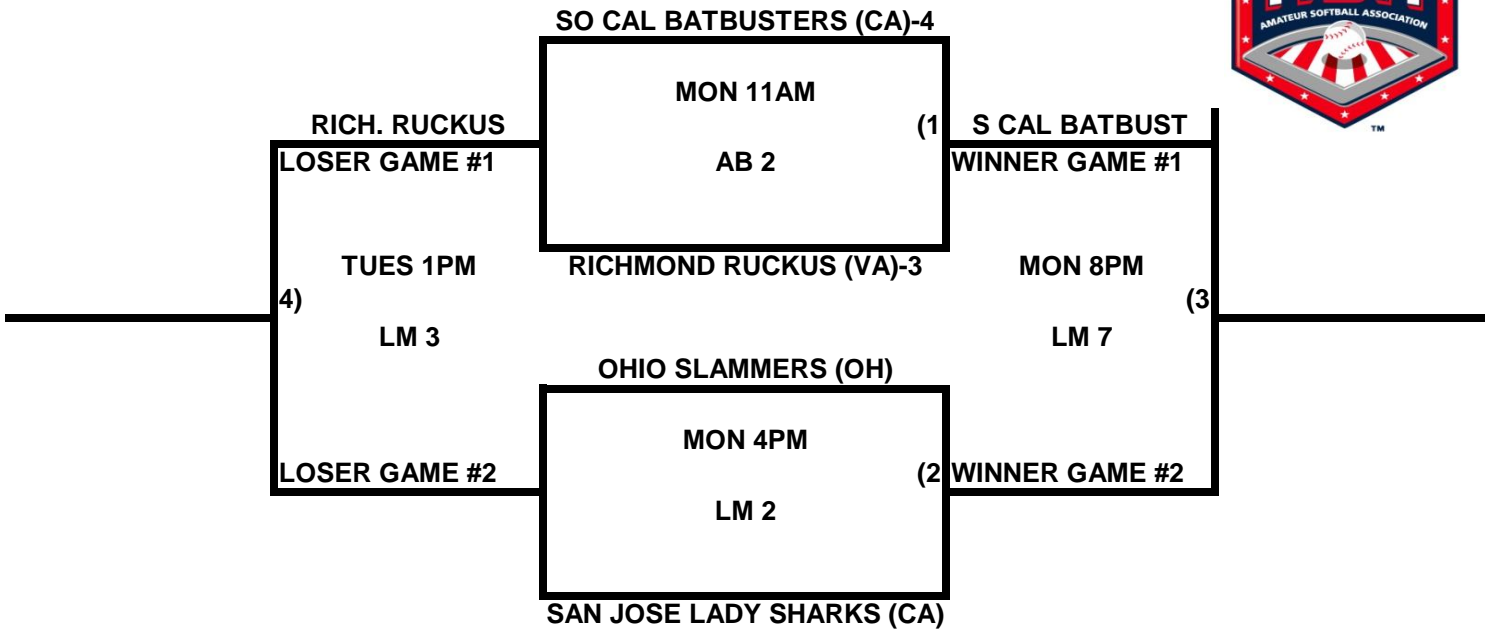 SO CAL BATBUSTERS (CA)-4
AMATEUR SOFTBALL ASSOCIATION
TM
MON 11AM
RICH. RUCKUS
(1
S CAL BATBUST
LOSER GAME #1
AB 2
WINNER GAME #1
TUES 1PM
RICHMOND RUCKUS (VA)-3
MON 8PM
4)
(3
LM 3
LM 7
OHIO SLAMMERS (OH)
MON 4PM
LOSER GAME #2
(2
WINNER GAME #2
LM 2
SAN JOSE LADY SHARKS (CA)